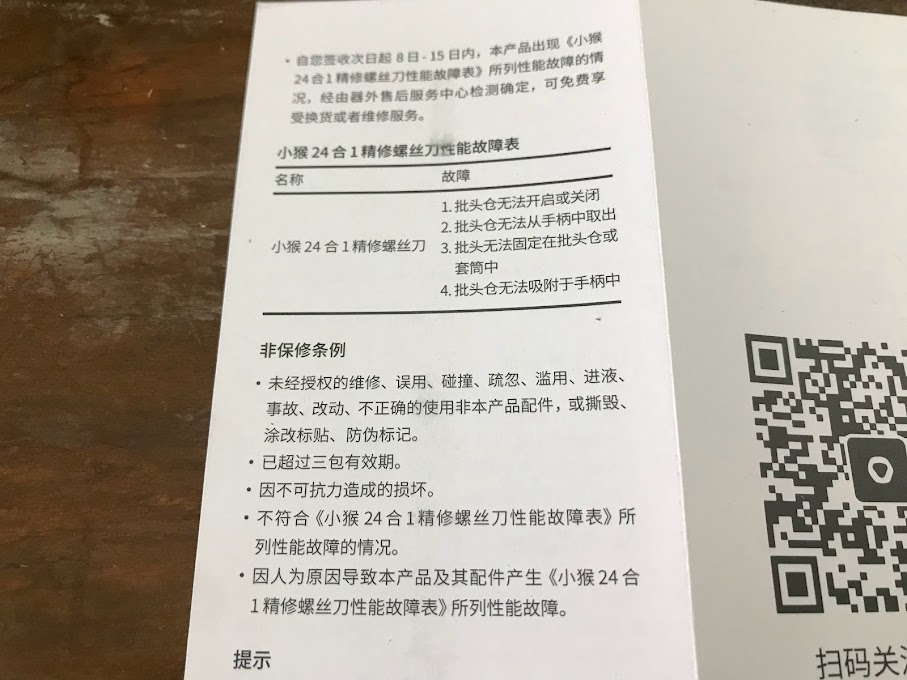 • 自您签收次日起 8 日 - 15 日内，本产品出现《小猴
24 合 1 精修螺丝刀性能故障表》所列性能故障的情
况，经由器外售后服务中心检测确定，可免费享
受换货或者维修服务。
小猴 24 合 1 精修螺丝刀性能故障表
名称 故障
1. 批头仓无法开启或关闭
2. 批头仓无法从手柄中取出
小猴 24 合 1 精修螺丝刀 3. 批头无法固定在批头仓或
套筒中
4. 批头仓无法吸附于手柄中
非保修条例
• 未经授权的维修、误用、碰撞、疏忽、滥用、进液、
事故、改动、不正确的使用非本产品配件，或撕毁、
涂改标贴、防伪标记。
• 已超过三包有效期。
• 因不可抗力造成的损坏。
• 不符合《小猴 24 合 1 精修螺丝刀性能故障表》所
列性能故障的情况。
• 因人为原因导致本产品及其配件产生《小猴 24 合
1 精修螺丝刀性能故障表》所列性能故障。
提示
扫码关